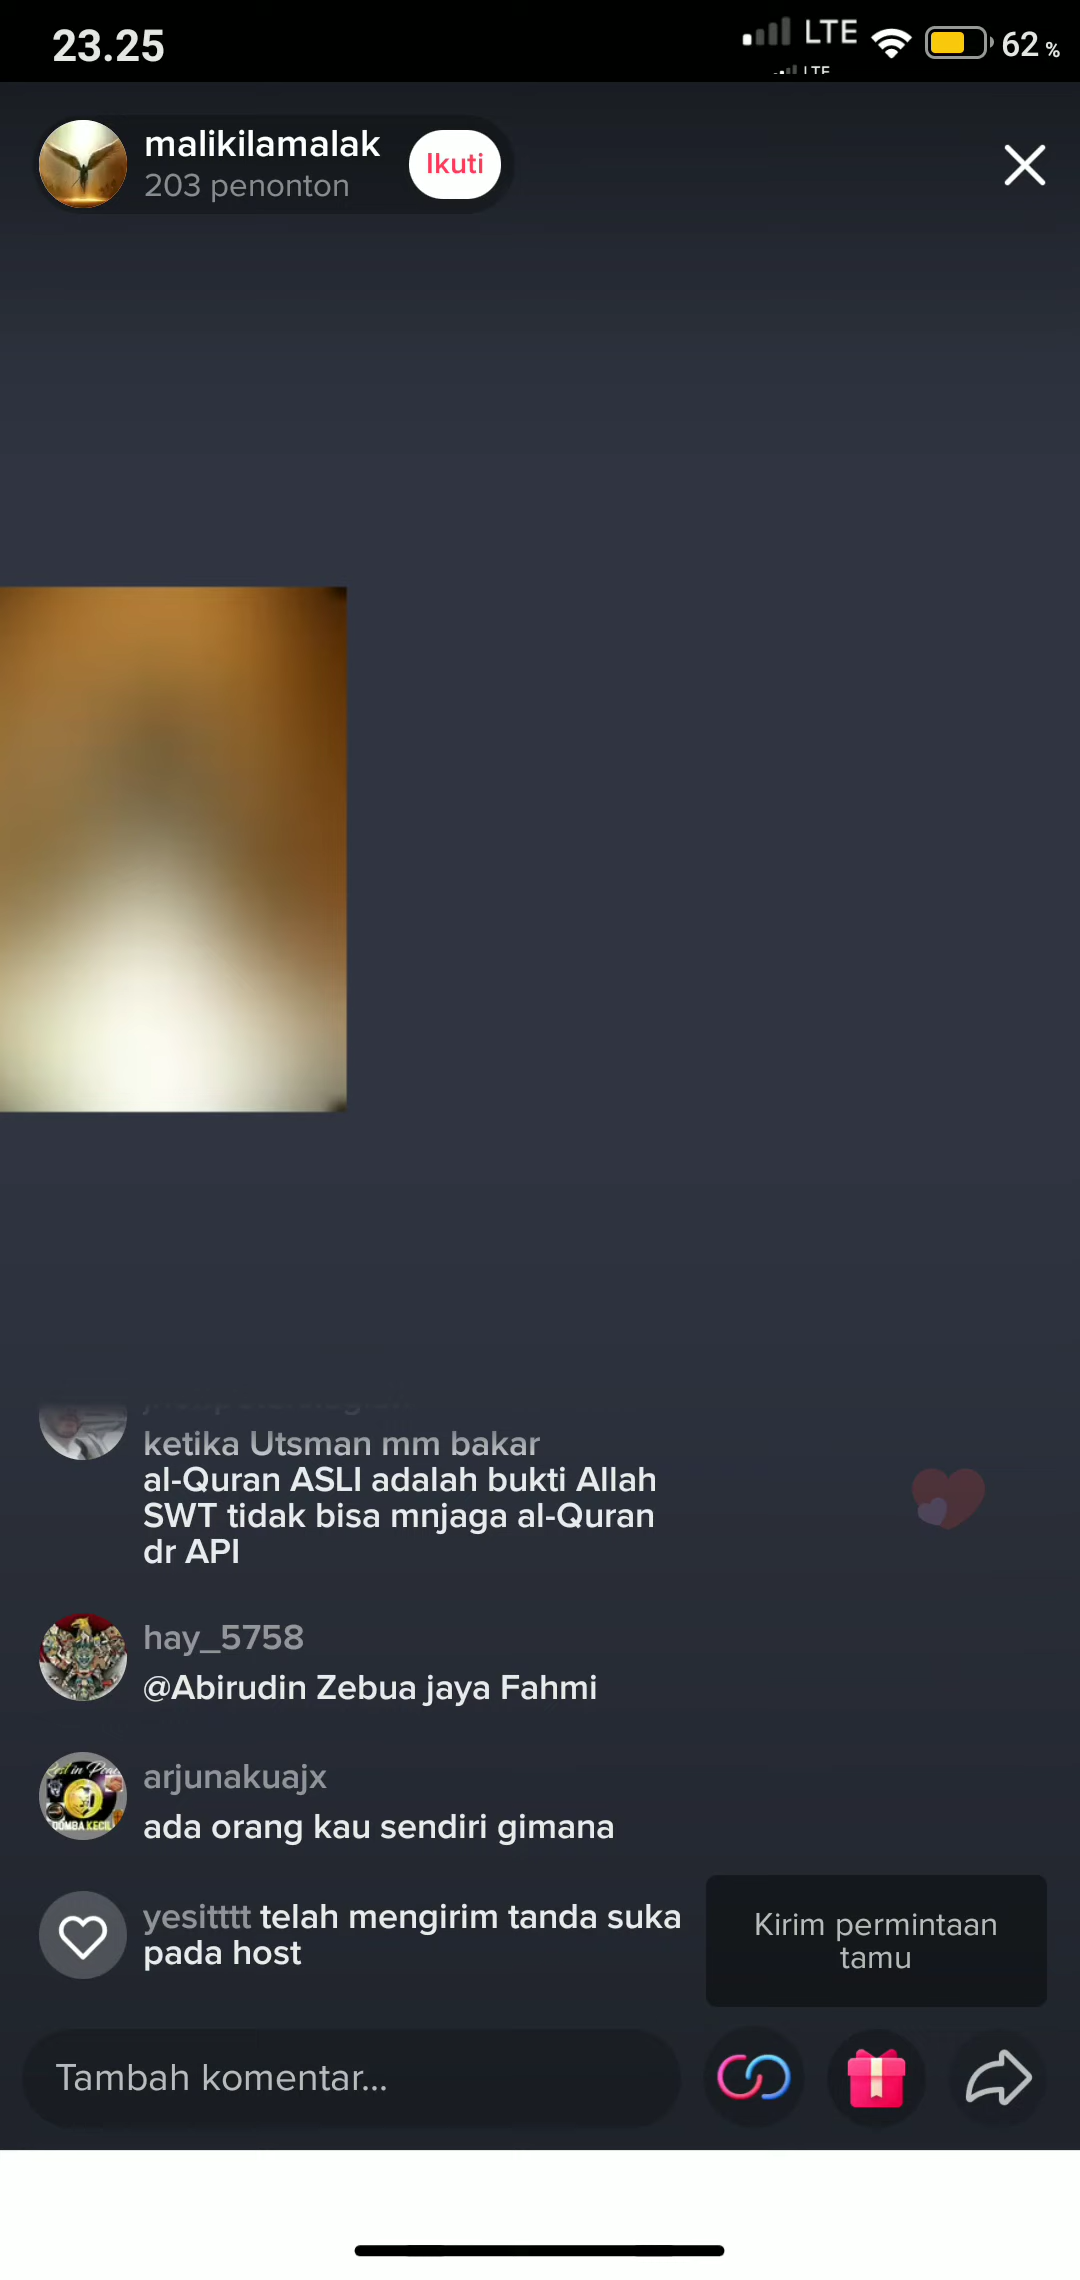 23.25
LTE
62 %
LTE
malikilamalak
203 penonton
Ikuti
ketika Utsman mm bakar
al-Quran ASLI adalah bukti Allah
SWT tidak bisa mnjaga al-Quran
dr API
hay_5758
@Abirudin Zebua jaya Fahmi
arjunakuajx
ada orang kau sendiri gimana
yesitttt telah mengirim tanda suka
pada host
Kirim permintaan
tamu
Tambah komentar...